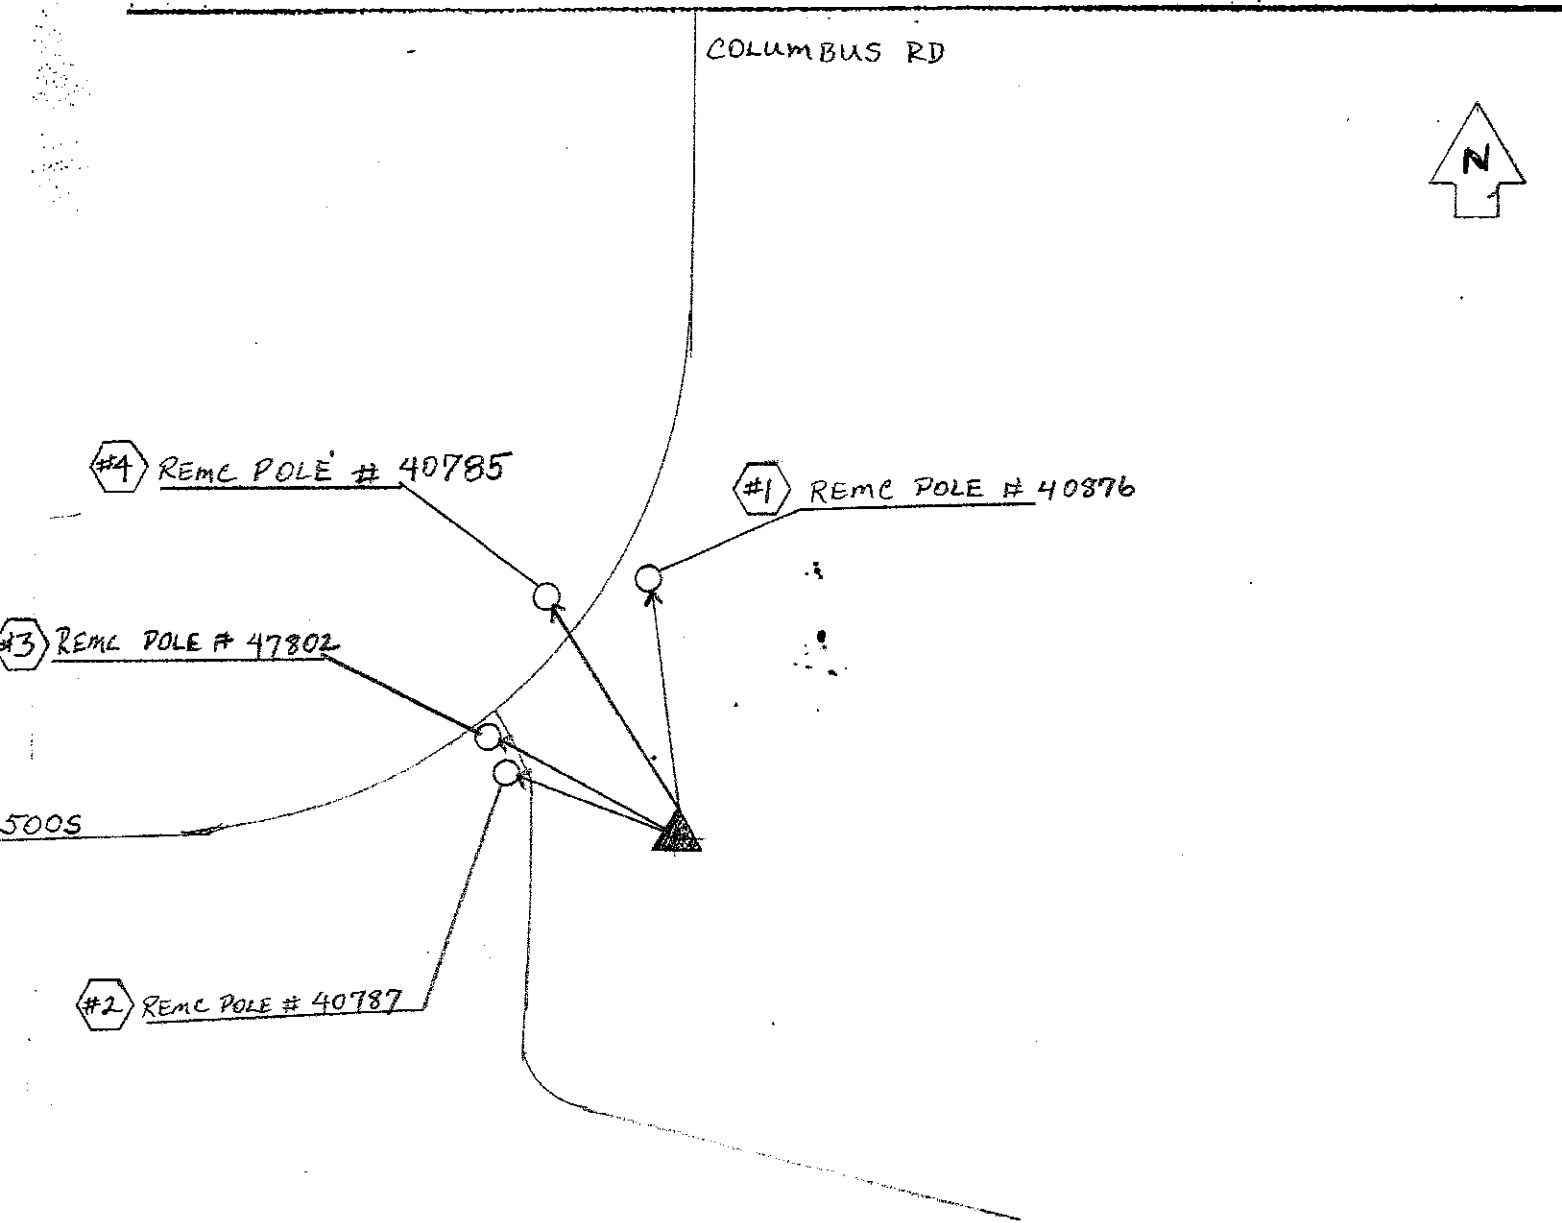 COLUMBUS RD
N
#4 REMC POLE # 40785
#1 REMC POLE # 40876
#3 REMC POLE # 47802
500S
#2 REMC POLE # 40787